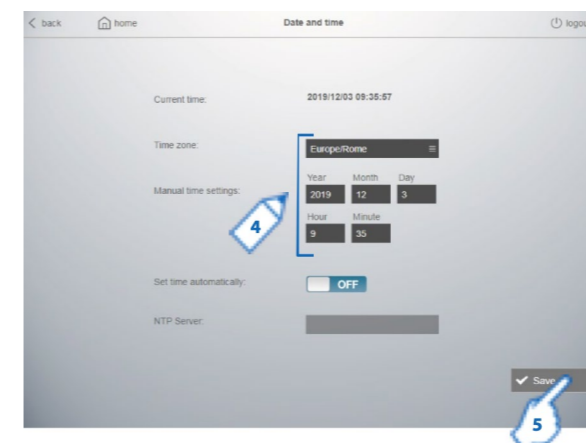 back home Date and time logou
Current time: 2019/12/03 09:35:57
Time zone: Europe/Rome
Year Month Day
Manual time settings: 2019 12 3
4
Hour Minute
9 35
Set time automatically: OFF
NTP Server:
Save
5